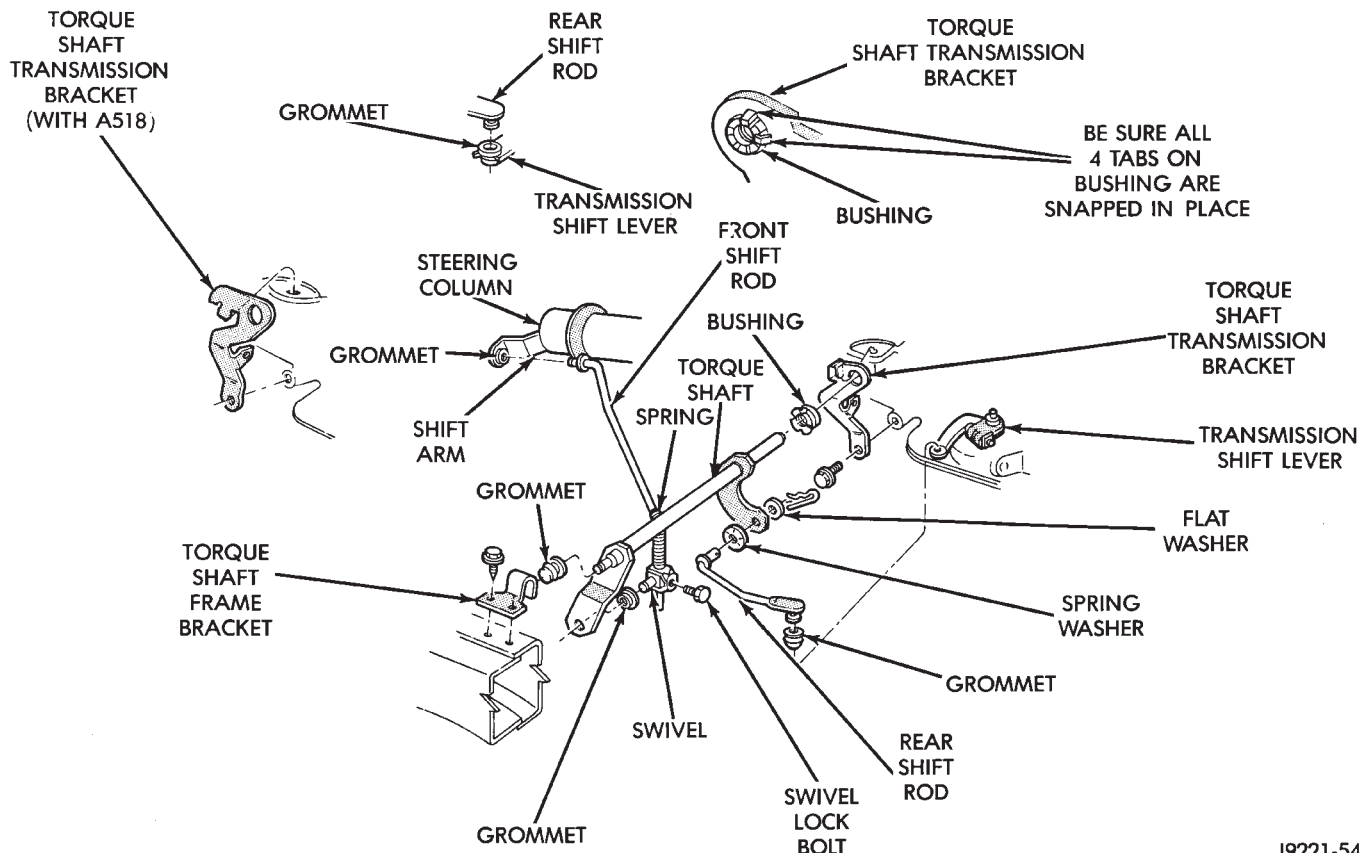 TORQUE
SHAFT
TRANSMISSION
BRACKET
(WITH A518)
REAR
SHIFT
ROD
GROMMET
TRANSMISSION
SHIFT LEVER
TORQUE
SHAFT TRANSMISSION
BRACKET
BE SURE ALL
4 TABS ON
BUSHING ARE
SNAPPED IN PLACE
BUSHING
FRONT
SHIFT
ROD
STEERING
COLUMN
GROMMET
SHIFT
ARM
BUSHING
TORQUE
SHAFT
SPRING
TORQUE
SHAFT
TRANSMISSION
BRACKET
TRANSMISSION
SHIFT LEVER
GROMMET
FLAT
WASHER
TORQUE
SHAFT
FRAME
BRACKET
SPRING
WASHER
GROMMET
SWIVEL
REAR
SHIFT
ROD
SWIVEL
LOCK
BOLT
GROMMET
J9221-54